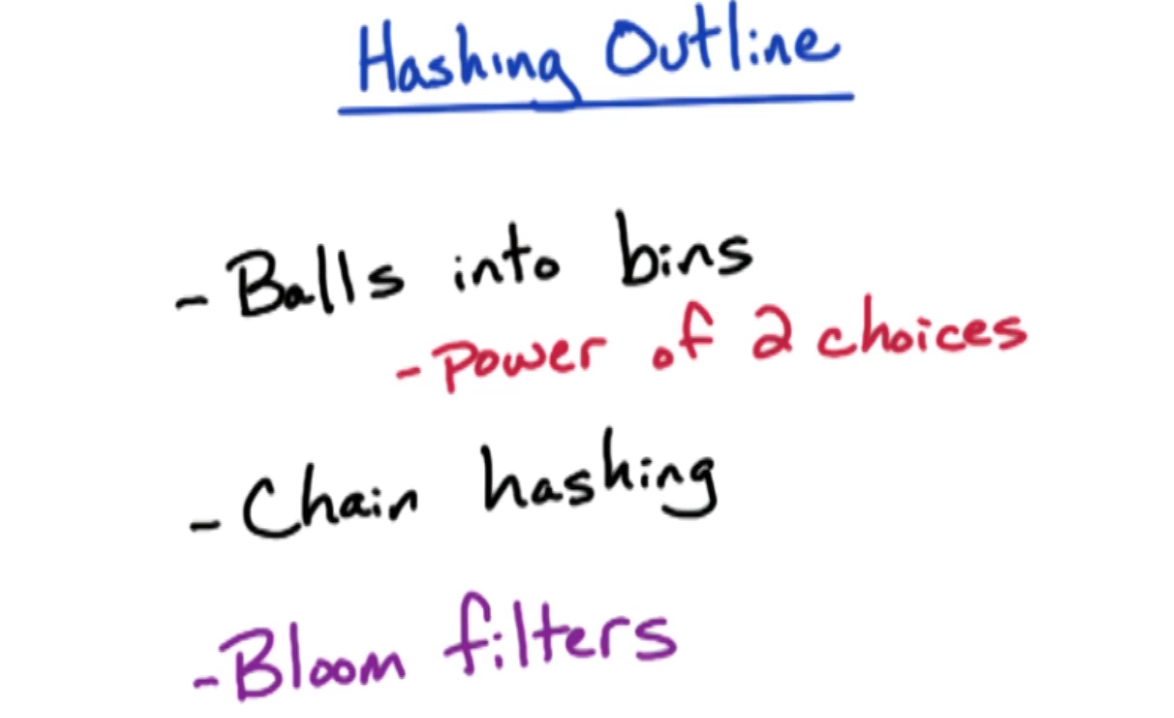 Hashing Outline
- Balls into bins
- Power of 2 choices
- Chain hashing
- Bloom filters